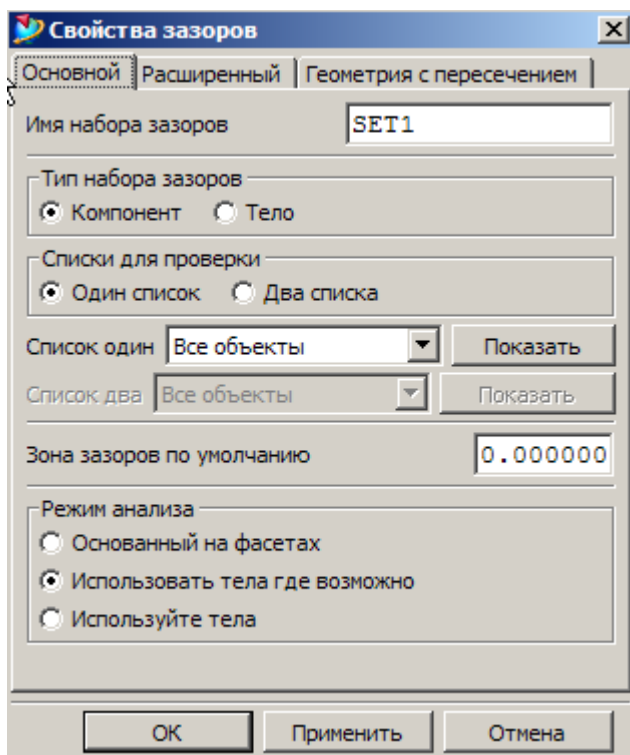 Свойства зазоров
Основной Расширенный Геометрия с пересечением
Имя набора зазоров SET1
Тип набора зазоров
Компонент Тело
Списки для проверки
Один список Два списка
Список один Все объекты Показать
Список два Все объекты Показать
Зона зазоров по умолчанию 0.000000
Режим анализа
Основанный на фасетах
Использовать тела где возможно
Используйте тела
ОК Применить Отмена